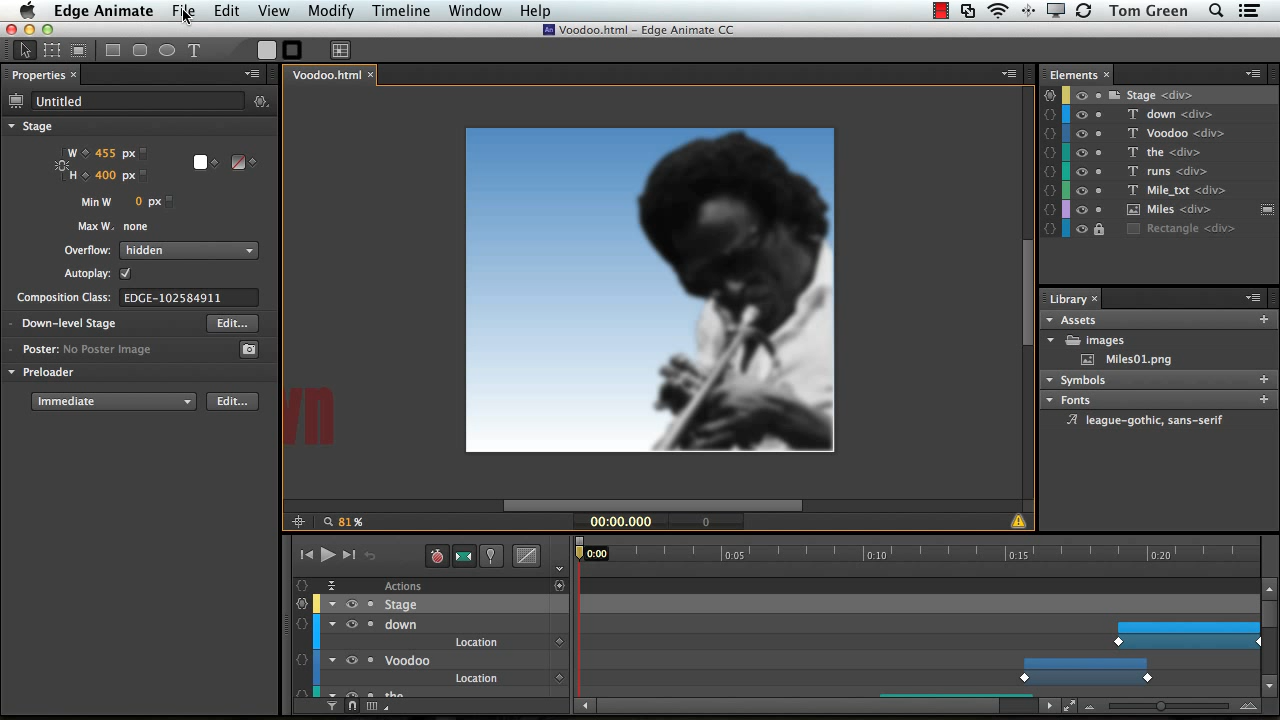 Edge Animate File Edit View Modify Timeline Window Help Tom Green
Voodoo.html - Edge Animate CC
T
Properties
Untitled
Stage
W 455 px
H 400 px
Min W 0 px
Max W. none
Overflow: hidden
Autoplay:
Composition Class: EDGE-102584911
Down-level Stage Edit...
Poster: No Poster Image
Preloader
Immediate Edit...
Voodoo.html
wn
81 %
00:00.000 0
Elements
Stage <div>
T down <div>
T Voodoo <div>
T the <div>
T runs <div>
T Mile_txt <div>
Miles <div>
Rectangle <div>
Library
Assets
images
Miles01.png
Symbols
Fonts
league-gothic, sans-serif
0:00 0:05 0:10 0:15 0:20
Actions
Stage
down
Location
Voodoo
Location
the